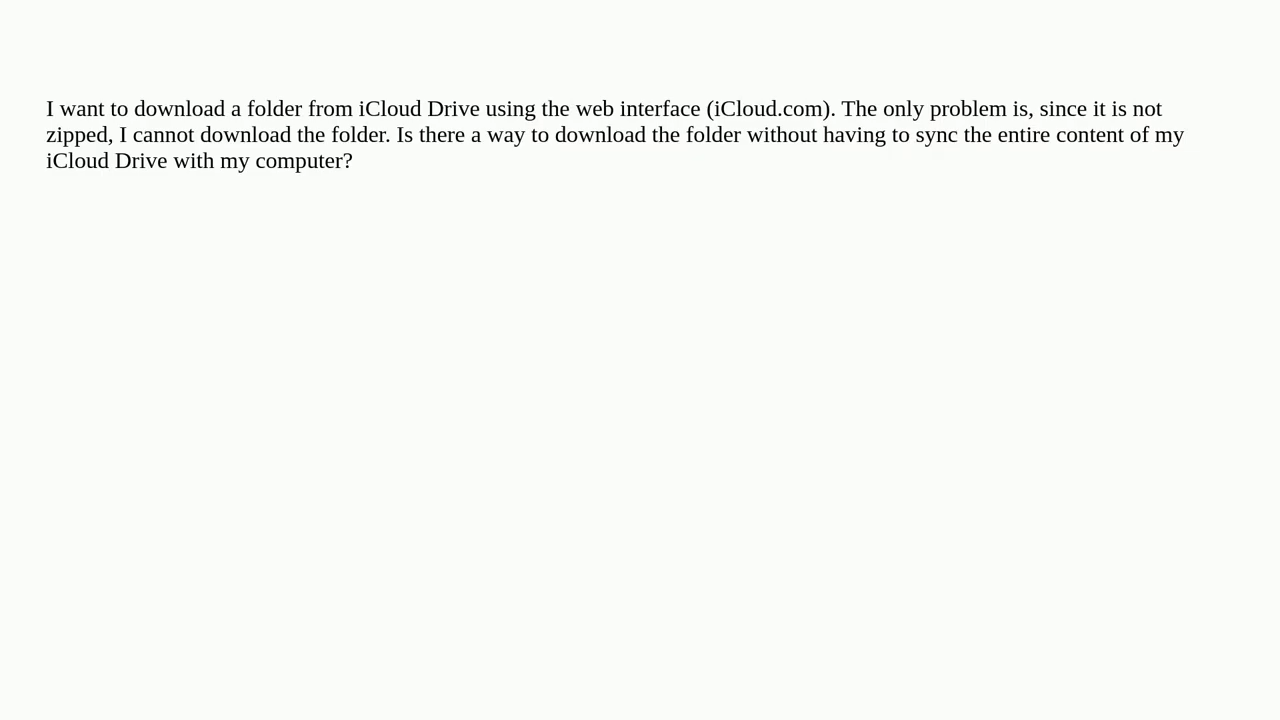 I want to download a folder from iCloud Drive using the web interface (iCloud.com). The only problem is, since it is not
zipped, I cannot download the folder. Is there a way to download the folder without having to sync the entire content of my
iCloud Drive with my computer?